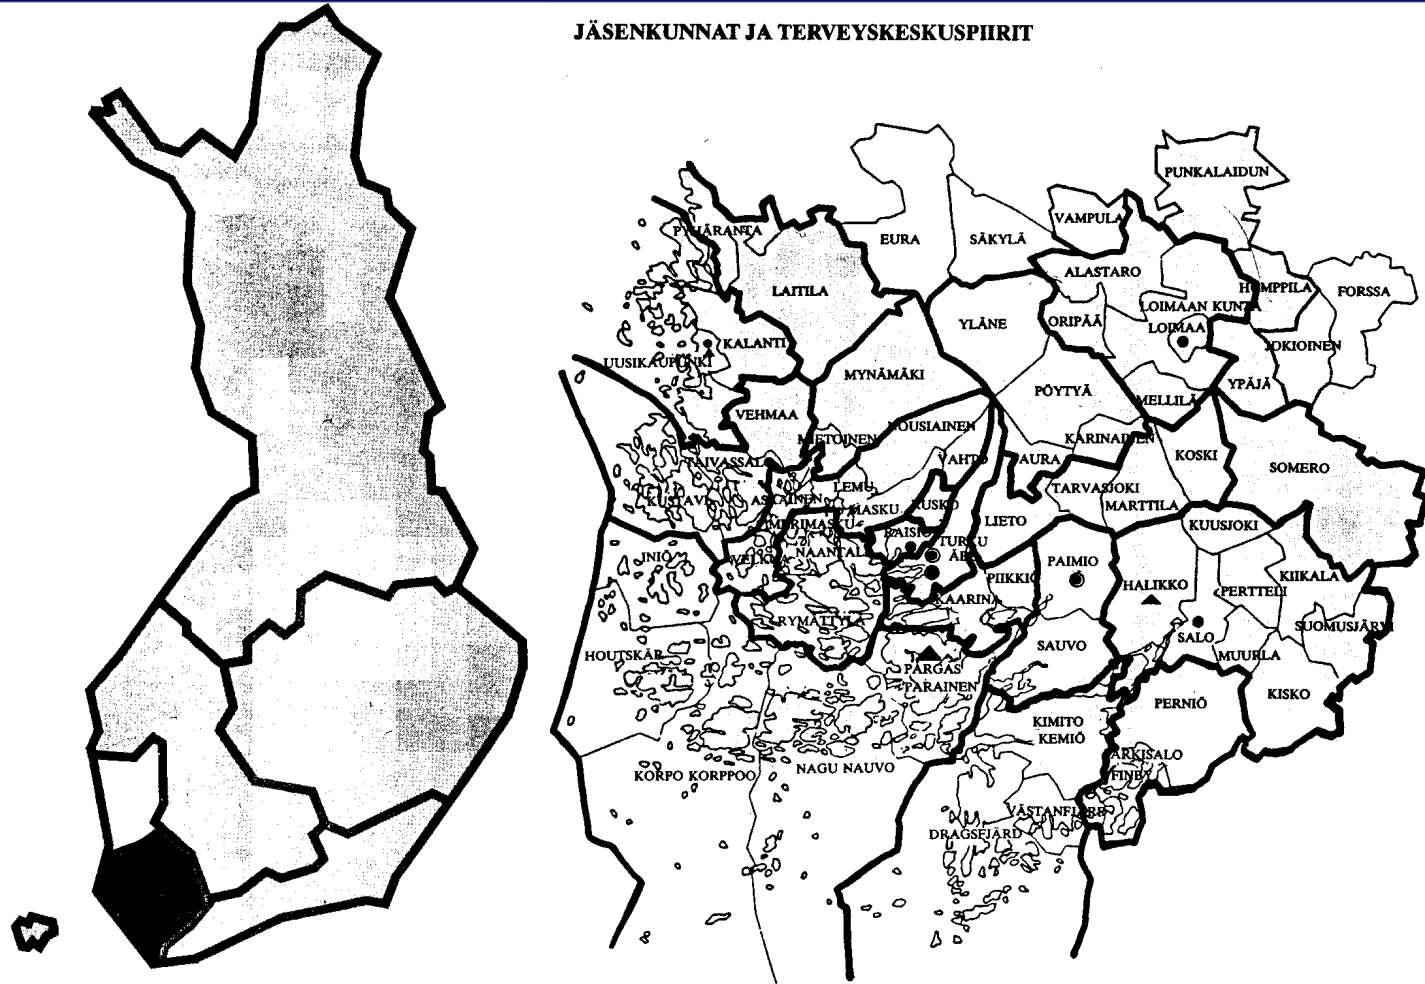 JÄSENKUNNAT JA TERVEYSKESKUSPIIRIT
PUNKALAIDUN
VAMPULA
PYHÄRANTA
EURA
SÄKYLÄ
ALASTARO
LAITILA
HUMPPILA
FORSSA
LOIMAAN KUNTA
YLÄNE
ORIPÄÄ
LOIMAA
KALANTI
JOKIOINEN
UUSIKAUPUNKI
MYNÄMÄKI
YPÄJÄ
PÖYTYÄ
MELLILÄ
VEHMAA
NOUSIAINEN
MIETOINEN
KARINAINEN
TAIVASSALO
VAHTO
AURA
KOSKI
SOMERO
KUSTAVI
ASKAINEN
LEMU
TARVASJOKI
MASKU
RUSKO
MARTTILA
MERIMASKU
LIETO
KUUSJOKI
RAISIO
TURKU
INIÖ
VELKUA
NAANTALI
ÅBO
PAIMIO
PIIKKIÖ
HALIKKO
KIIKALA
PERTTELI
KAARINA
RYMÄTTYLÄ
SUOMUSJÄRVI
SALO
HOUTSKÄR
SAUVO
MUURLA
PARGAS
PARAINEN
KISKO
PERNIÖ
KIMITO
KEMIÖ
NAGU NAUVO
KORPO KORPPOO
SÄRKISALO
FINBY
VÄSTANFJÄRD
DRAGSFJÄRD